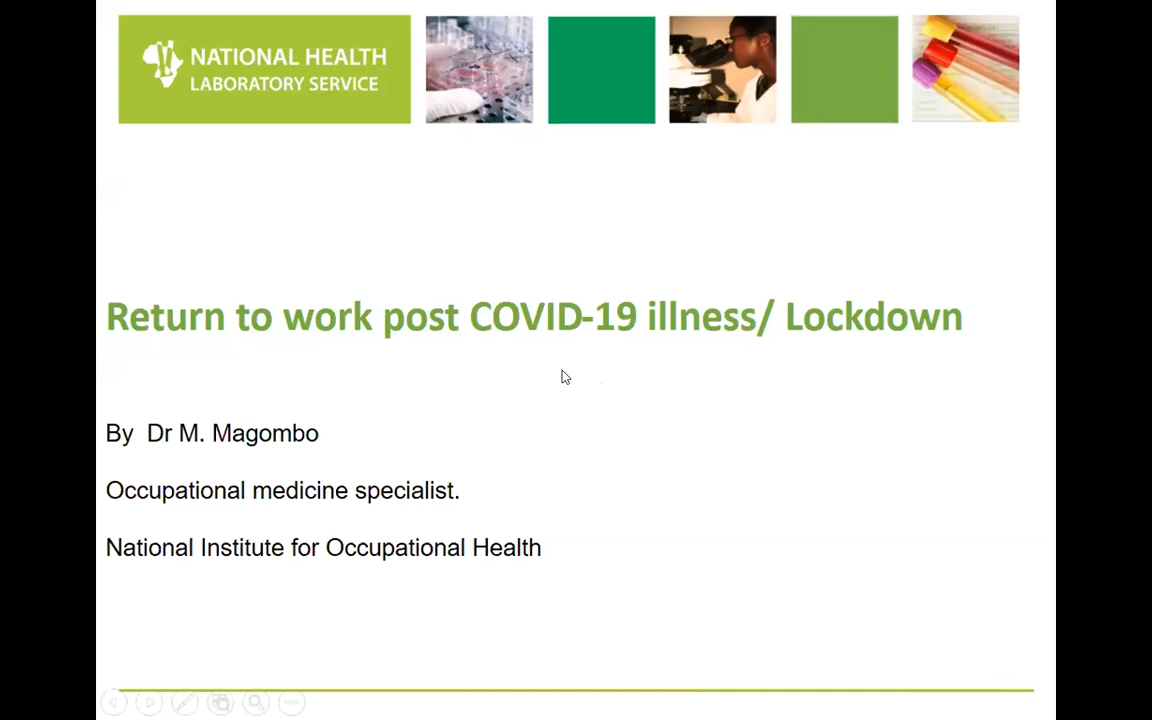 NATIONAL HEALTH
LABORATORY SERVICE
Return to work post COVID-19 illness/ Lockdown
By Dr M. Magombo
Occupational medicine specialist.
National Institute for Occupational Health